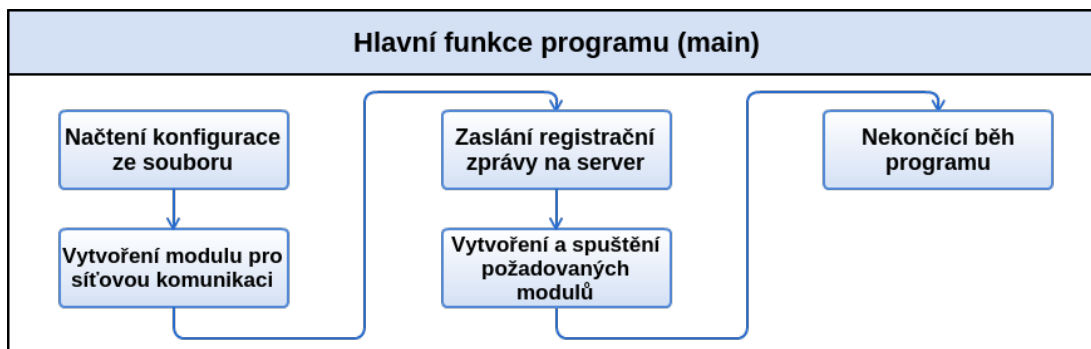 Hlavní funkce programu (main)
Načtení konfigurace
ze souboru
Vytvoření modulu pro
síťovou komunikaci
Zaslání registrační
zprávy na server
Vytvoření a spuštění
požadovaných
modulů
Nekončící běh
programu